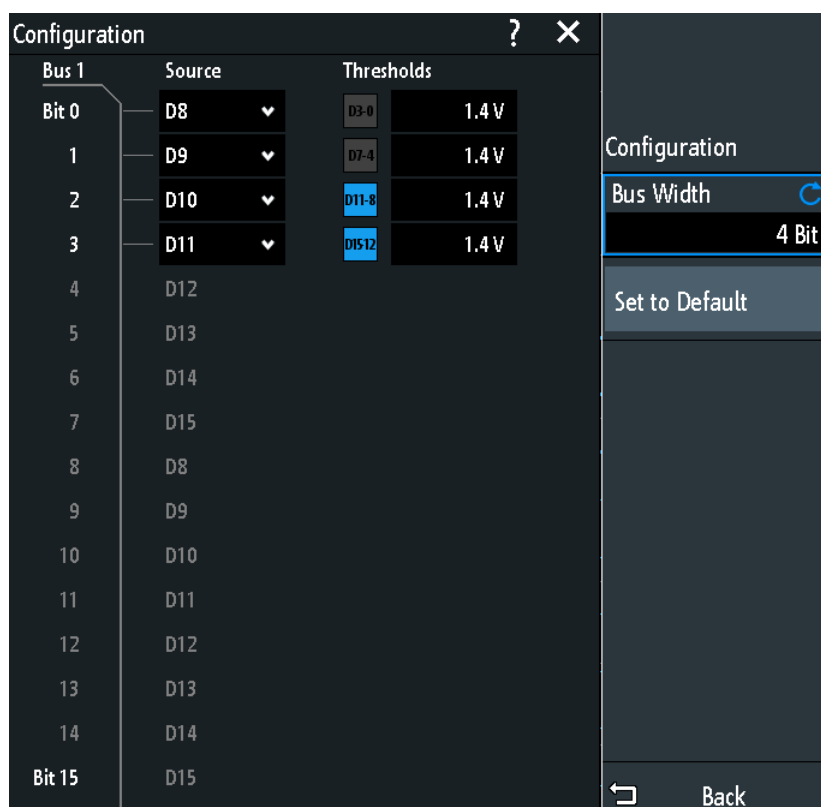 Configuration ? ×
Bus 1 Source Thresholds
Bit 0 D8 D3-0 1.4 V
1 D9 D7-4 1.4 V
2 D10 D11-8 1.4 V
3 D11 D15-12 1.4 V
4 D12
5 D13
6 D14
7 D15
8 D8
9 D9
10 D10
11 D11
12 D12
13 D13
14 D14
Bit 15 D15
Configuration
Bus Width
4 Bit
Set to Default
Back